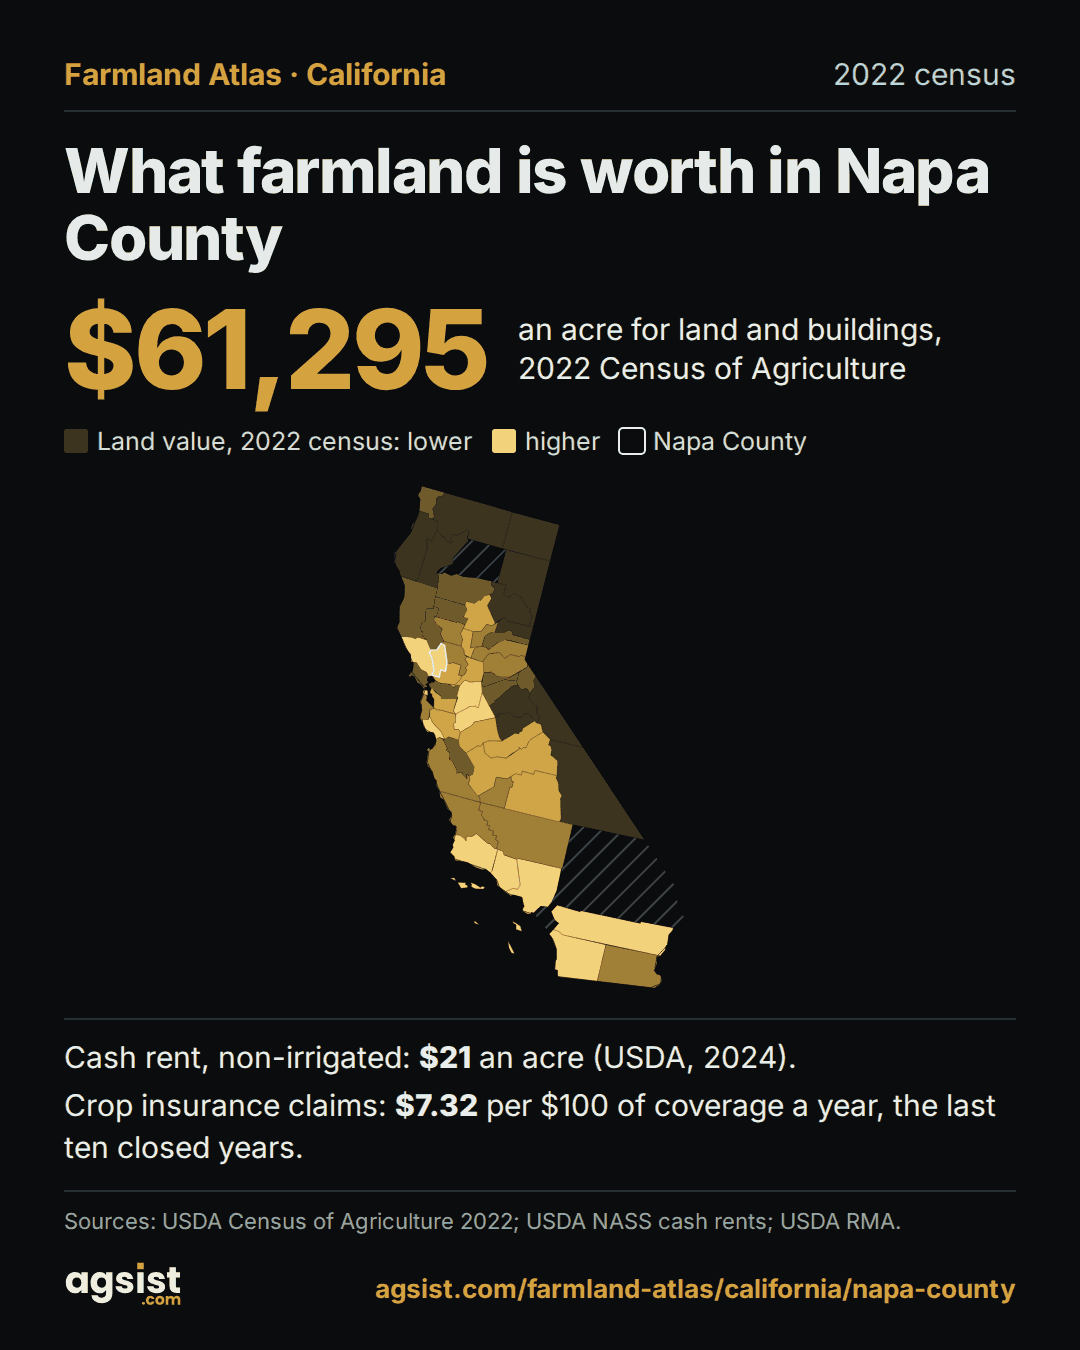 Farmland Atlas · California
2022 census
What farmland is worth in Napa
County
$61,295
an acre for land and buildings,
2022 Census of Agriculture
Land value, 2022 census: lower
higher
Napa County
Cash rent, non-irrigated: $21 an acre (USDA, 2024).
Crop insurance claims: $7.32 per $100 of coverage a year, the last
ten closed years.
Sources: USDA Census of Agriculture 2022; USDA NASS cash rents; USDA RMA.
agsist
.com
agsist.com/farmland-atlas/california/napa-county